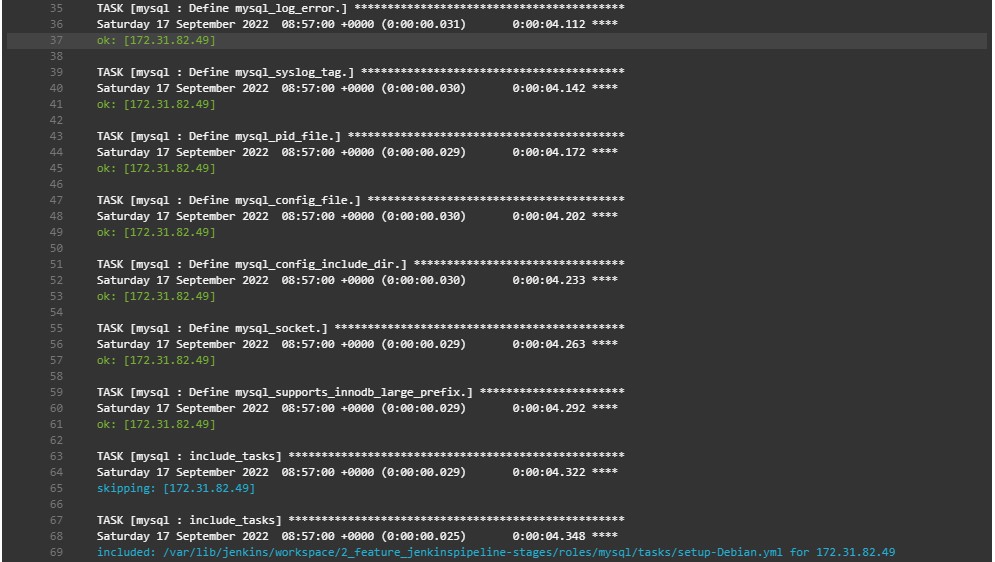 35 TASK [mysql : Define mysql_log_error.] *****************************************
36 Saturday 17 September 2022  08:57:00 +0000 (0:00:00.031)       0:00:04.112 ****
37 ok: [172.31.82.49]
38
39 TASK [mysql : Define mysql_syslog_tag.] ****************************************
40 Saturday 17 September 2022  08:57:00 +0000 (0:00:00.030)       0:00:04.142 ****
41 ok: [172.31.82.49]
42
43 TASK [mysql : Define mysql_pid_file.] ******************************************
44 Saturday 17 September 2022  08:57:00 +0000 (0:00:00.029)       0:00:04.172 ****
45 ok: [172.31.82.49]
46
47 TASK [mysql : Define mysql_config_file.] ***************************************
48 Saturday 17 September 2022  08:57:00 +0000 (0:00:00.030)       0:00:04.202 ****
49 ok: [172.31.82.49]
50
51 TASK [mysql : Define mysql_config_include_dir.] ********************************
52 Saturday 17 September 2022  08:57:00 +0000 (0:00:00.030)       0:00:04.233 ****
53 ok: [172.31.82.49]
54
55 TASK [mysql : Define mysql_socket.] ********************************************
56 Saturday 17 September 2022  08:57:00 +0000 (0:00:00.029)       0:00:04.263 ****
57 ok: [172.31.82.49]
58
59 TASK [mysql : Define mysql_supports_innodb_large_prefix.] **********************
60 Saturday 17 September 2022  08:57:00 +0000 (0:00:00.029)       0:00:04.292 ****
61 ok: [172.31.82.49]
62
63 TASK [mysql : include_tasks] ***************************************************
64 Saturday 17 September 2022  08:57:00 +0000 (0:00:00.029)       0:00:04.322 ****
65 skipping: [172.31.82.49]
66
67 TASK [mysql : include_tasks] ***************************************************
68 Saturday 17 September 2022  08:57:00 +0000 (0:00:00.025)       0:00:04.348 ****
69 included: /var/lib/jenkins/workspace/2_feature_jenkinspipeline-stages/roles/mysql/tasks/setup-Debian.yml for 172.31.82.49